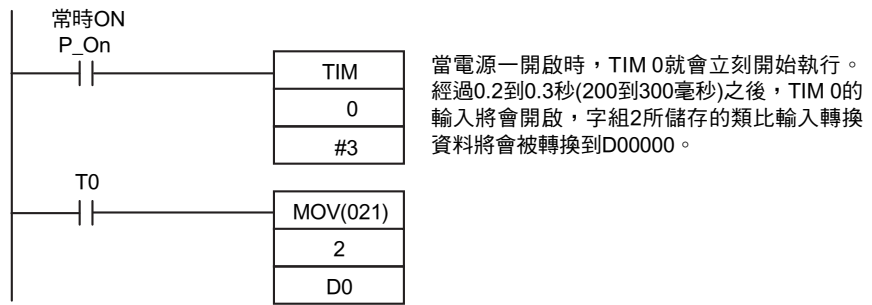 常時ON
P_On
TIM
0
#3
當電源一開啟時，TIM 0就會立刻開始執行。
經過0.2到0.3秒(200到300毫秒)之後，TIM 0的
輸入將會開啟，字組2所儲存的類比輸入轉換
資料將會被轉換到D00000。
T0
MOV(021)
2
D0